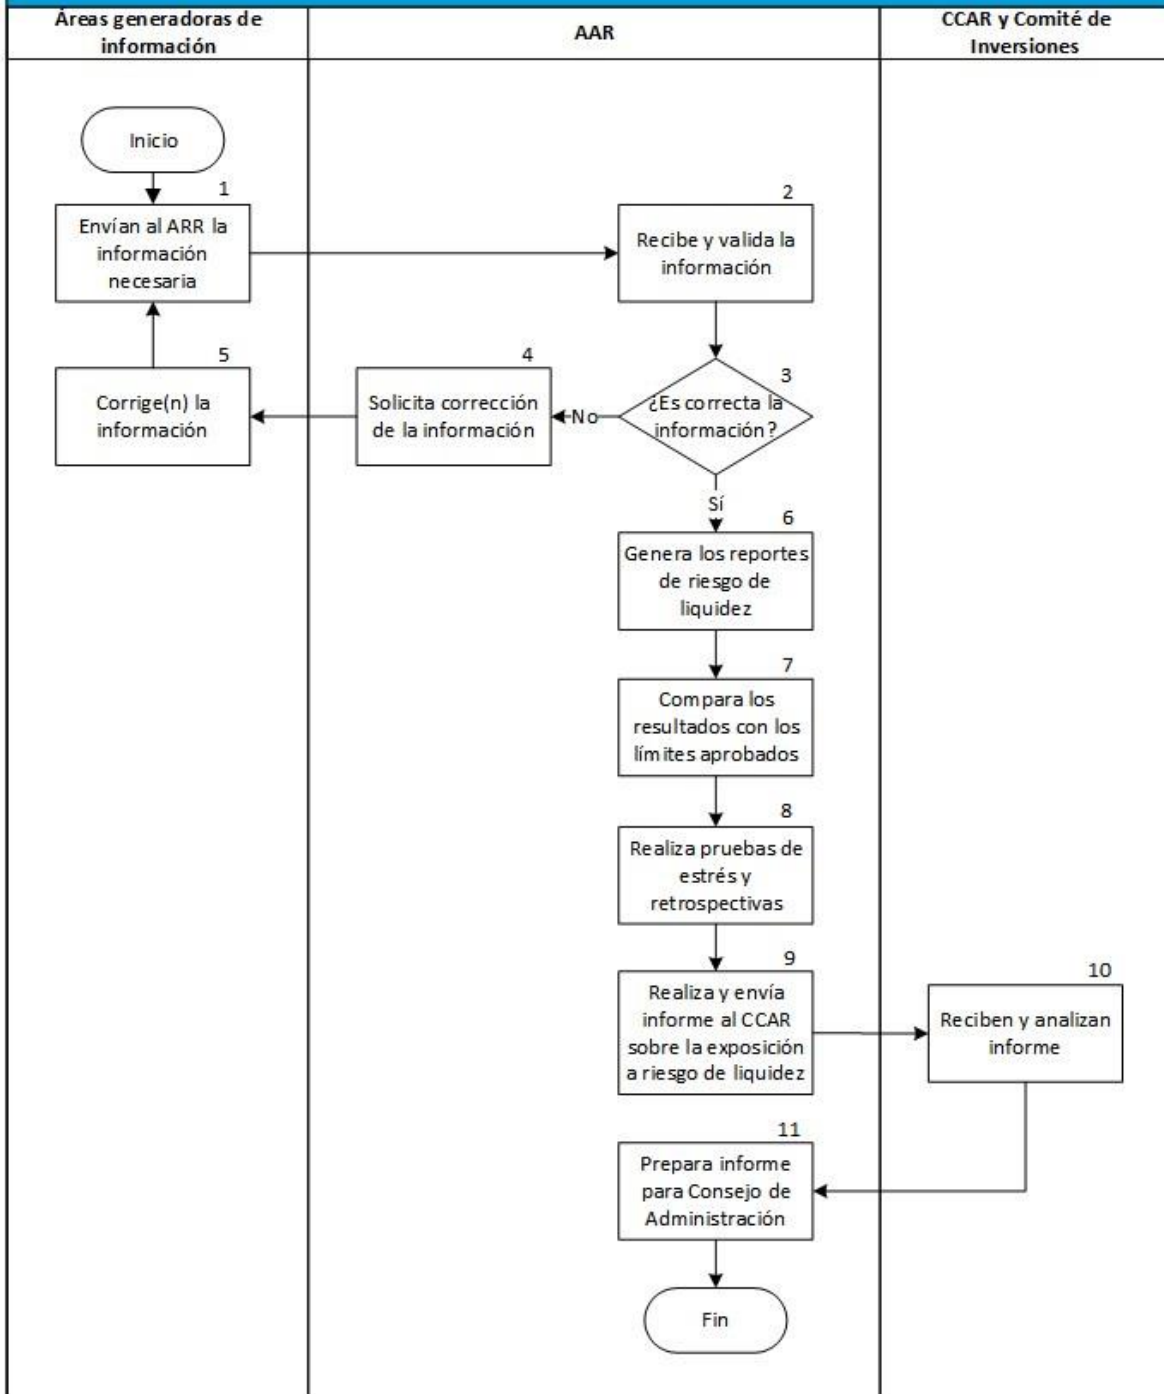 Áreas generadoras de
información
AAR
CCAR y Comité de
Inversiones
Inicio
1
Envían al ARR la
información
necesaria
2
Recibe y valida la
información
3
¿Es correcta la
información?
No
4
Solicita corrección
de la información
5
Corrige(n) la
información
Sí
6
Genera los reportes
de riesgo de
liquidez
7
Compara los
resultados con los
límites aprobados
8
Realiza pruebas de
estrés y
retrospectivas
9
Realiza y envía
informe al CCAR
sobre la exposición
a riesgo de liquidez
10
Reciben y analizan
informe
11
Prepara informe
para Consejo de
Administración
Fin